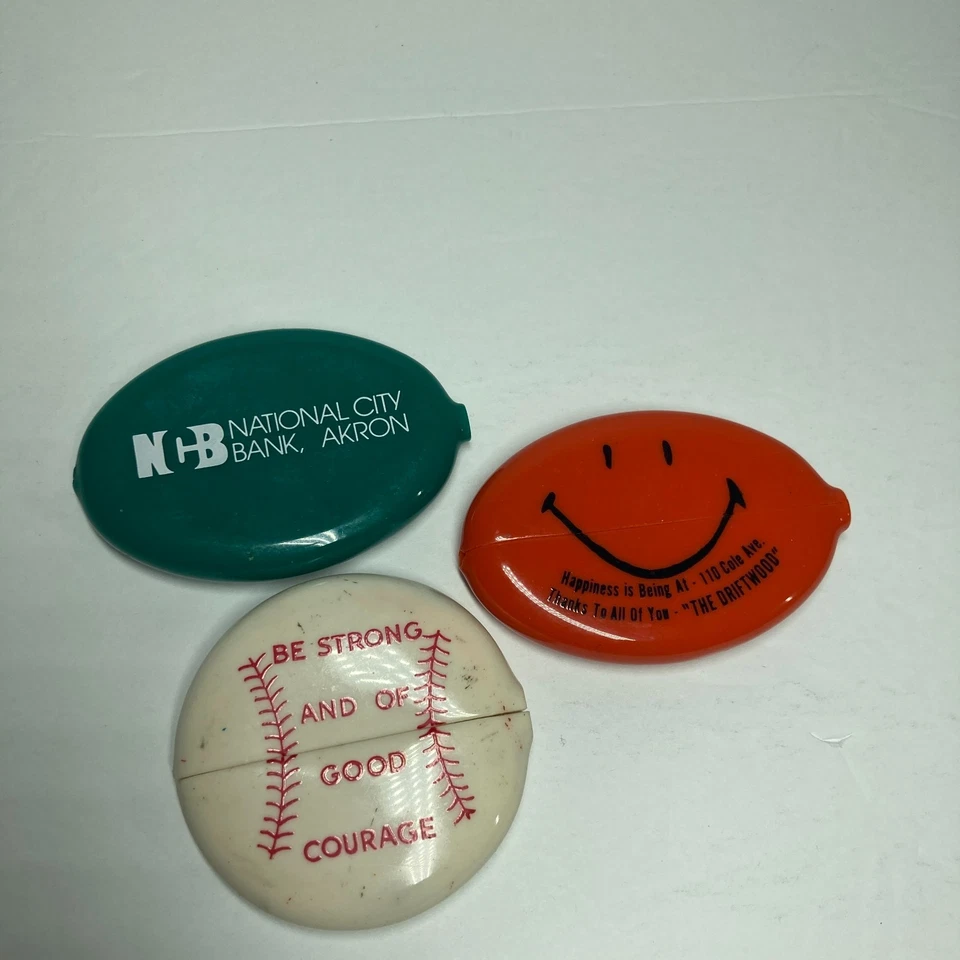 NCB NATIONAL CITY
BANK, AKRON
Happiness is Being At - 110 Cole Ave.
Thanks To All Of You - "THE DRIFTWOOD"
BE STRONG
AND OF
GOOD
COURAGE